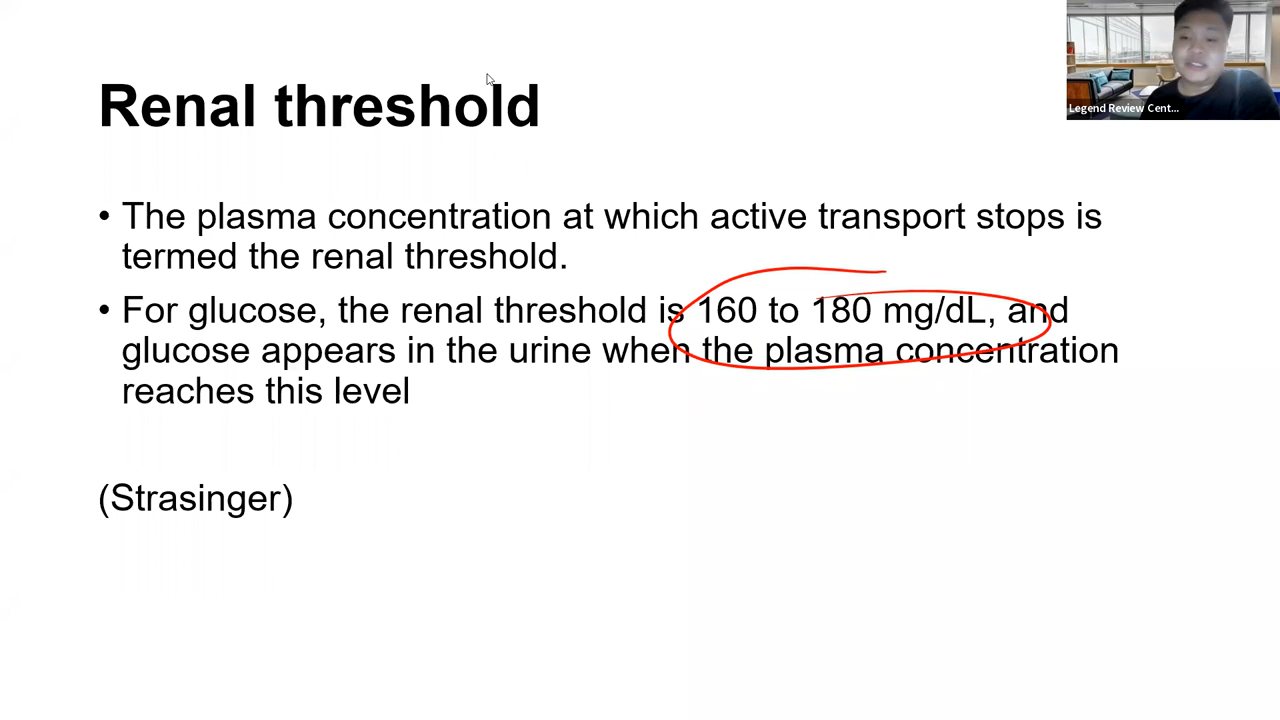 Renal threshold
Legend Review Cent...
• The plasma concentration at which active transport stops is
termed the renal threshold.
• For glucose, the renal threshold is 160 to 180 mg/dL, and
glucose appears in the urine when the plasma concentration
reaches this level
(Strasinger)